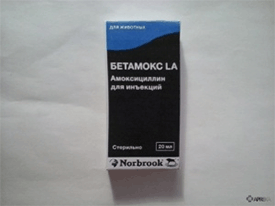 ДЛЯ ЖИВОТНЫХ
БЕТАМОКС LA
Амоксициллин
для инъекций
Стерильно 20 мл
Norbrook